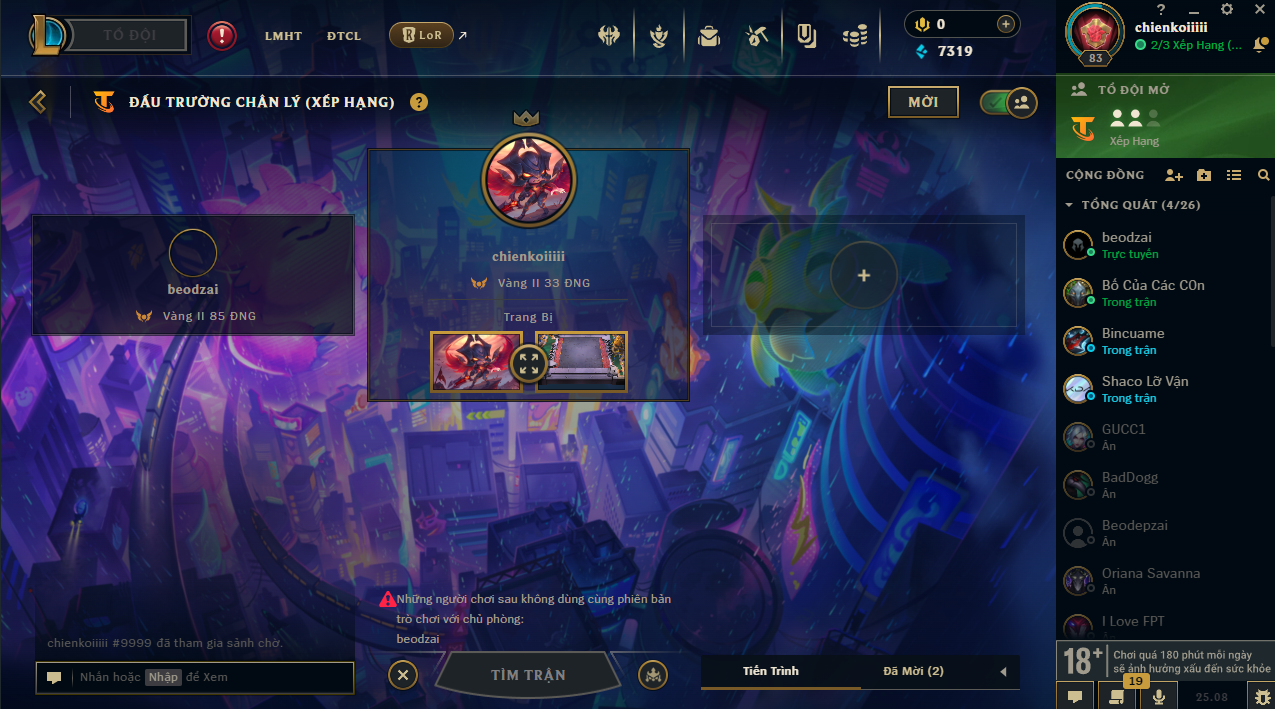 TỔ ĐỘI
LMHT
ĐTCL
LoR
0
7319
?
chienkoiiiii
2/3 Xếp Hạng (...
83
ĐẤU TRƯỜNG CHÂN LÝ (XẾP HẠNG)
?
MỜI
TỔ ĐỘI MỞ
Xếp Hạng
CỘNG ĐỒNG
TỔNG QUÁT (4/26)
beodzai
Trực tuyến
Bố Của Các C0n
Trong trận
Bincuame
Trong trận
Shaco Lỡ Vận
Trong trận
GUCC1
Ẩn
BadDogg
Ẩn
Beodepzai
Ẩn
Oriana Savanna
Ẩn
I Love FPT
Ẩn
beodzai
Vàng II 85 ĐNG
chienkoiiiii
Vàng II 33 ĐNG
Trang Bị
Những người chơi sau không dùng cùng phiên bản
trò chơi với chủ phòng:
beodzai
chienkoiiiii #9999 đã tham gia sảnh chờ.
Nhấn hoặc Nhập để Xem
TÌM TRẬN
Tiến Trình
Đã Mời (2)
18+
Chơi quá 180 phút mỗi ngày
sẽ ảnh hưởng xấu đến sức khỏe
19
25.08